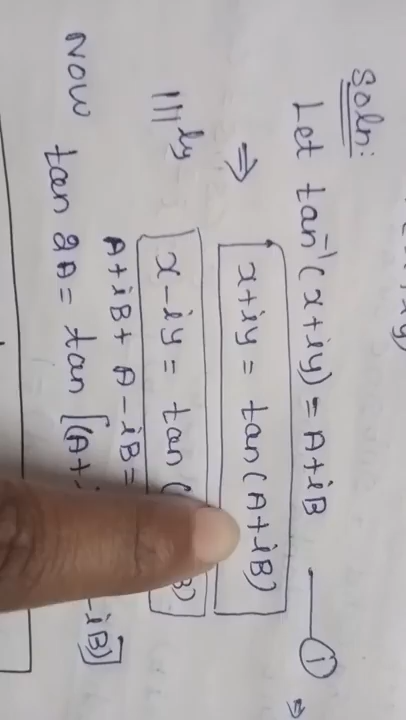 Soln:
Let tan⁻¹(x+iy) = A+iB — ①
⇒ x+iy = tan(A+iB) ⇒
|||ly x-iy = tan( B)
A+iB + A-iB =
Now tan 2A = tan [(A+ -iB)]